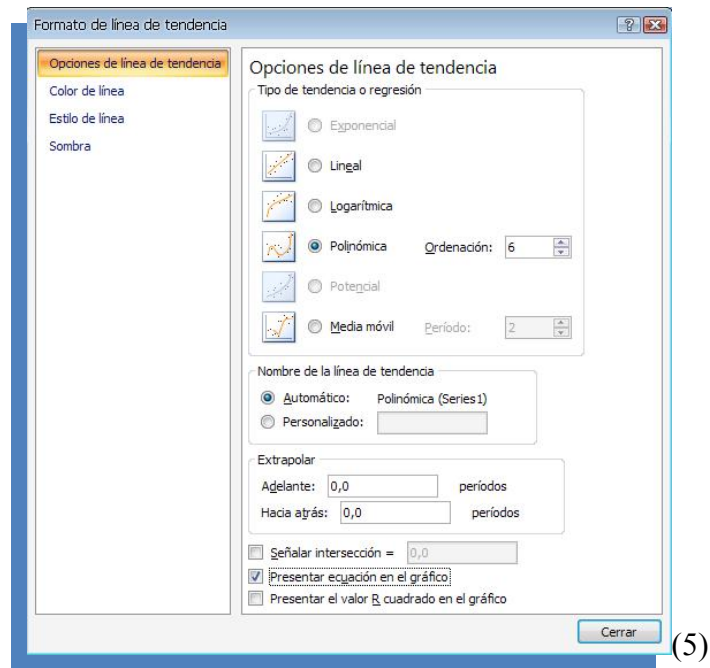 Formato de línea de tendencia
Opciones de línea de tendencia
Color de línea
Estilo de línea
Sombra
Opciones de línea de tendencia
Tipo de tendencia o regresión
Exponencial
Lineal
Logarítmica
Polinómica Ordenación: 6
Potencial
Media móvil Período: 2
Nombre de la línea de tendencia
Automático: Polinómica (Series1)
Personalizado:
Extrapolar
Adelante: 0,0 períodos
Hacia atrás: 0,0 períodos
Señalar intersección = 0,0
Presentar ecuación en el gráfico
Presentar el valor R cuadrado en el gráfico
Cerrar
(5)